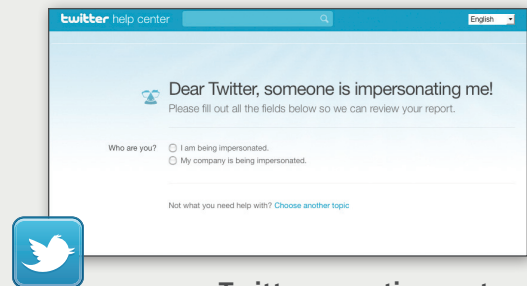 twitter help center
English
Dear Twitter, someone is impersonating me!
Please fill out all the fields below so we can review your report.
Who are you?
I am being impersonated.
My company is being impersonated.
Not what you need help with? Choose another topic